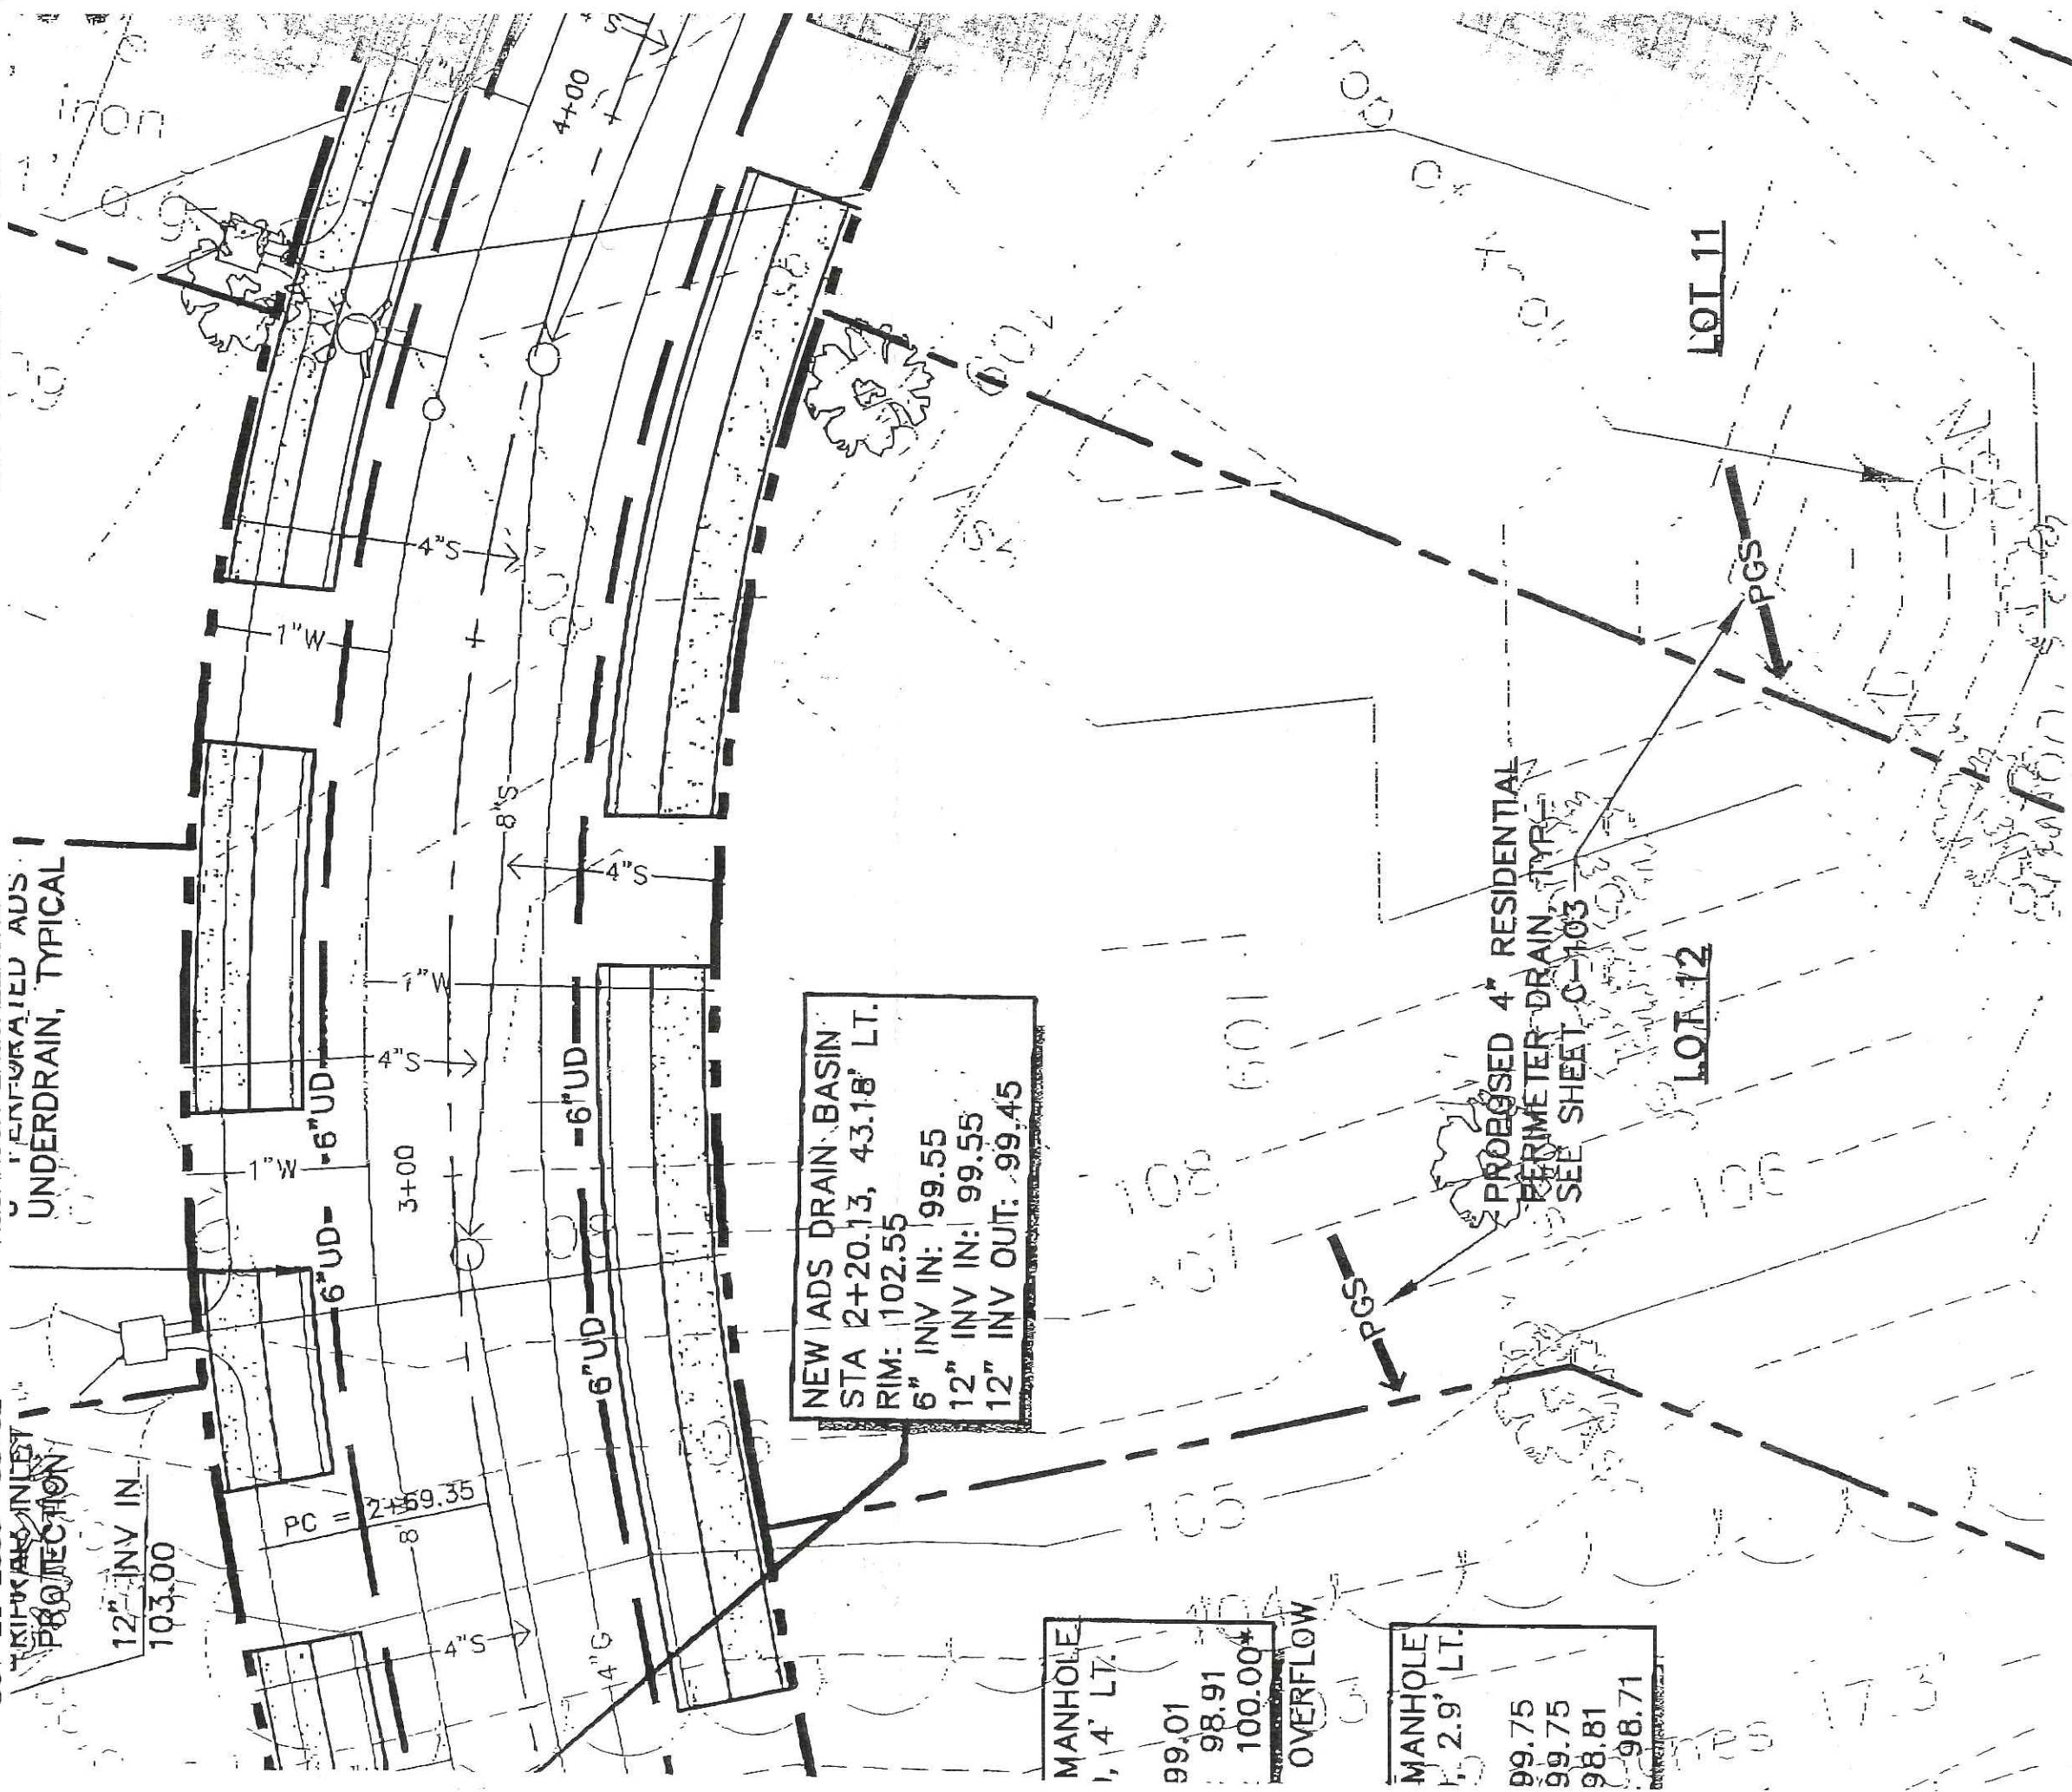 UNDERDRAIN, TYPICAL
PROTECTION
12" INV IN
103.00
PC = 2+69.35
3+00
4+00
4"S
1"W
1"W
4"S
1"W
4"S
4"S
8"S
6"UD
6"UD
6"UD
6"UD
4"G
8"
NEW ADS DRAIN BASIN
STA 2+20.13, 43.18' LT.
RIM: 102.55
6" INV IN: 99.55
12" INV IN: 99.55
12" INV OUT: 99.45
MANHOLE
4' LT.
99.01
98.91
100.00*
OVERFLOW
MANHOLE
2.9' LT.
99.75
99.75
98.81
98.71
PROPOSED 4" RESIDENTIAL
PERIMETER DRAIN, TYP
SEE SHEET C-103
PGS
PGS
LOT 11
LOT 12
109
108
107
106
105